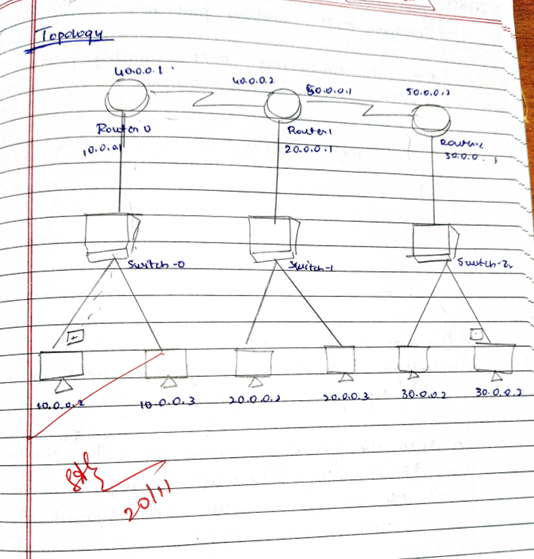 Topology
40.0.0.1
40.0.0.2
50.0.0.1
50.0.0.2
Router 0
10.0.0.1
Router 1
20.0.0.1
Router-2
30.0.0.1
Switch-0
Switch-1
Switch-2
10.0.0.2
10.0.0.3
20.0.0.2
20.0.0.3
30.0.0.2
30.0.0.3
20/11